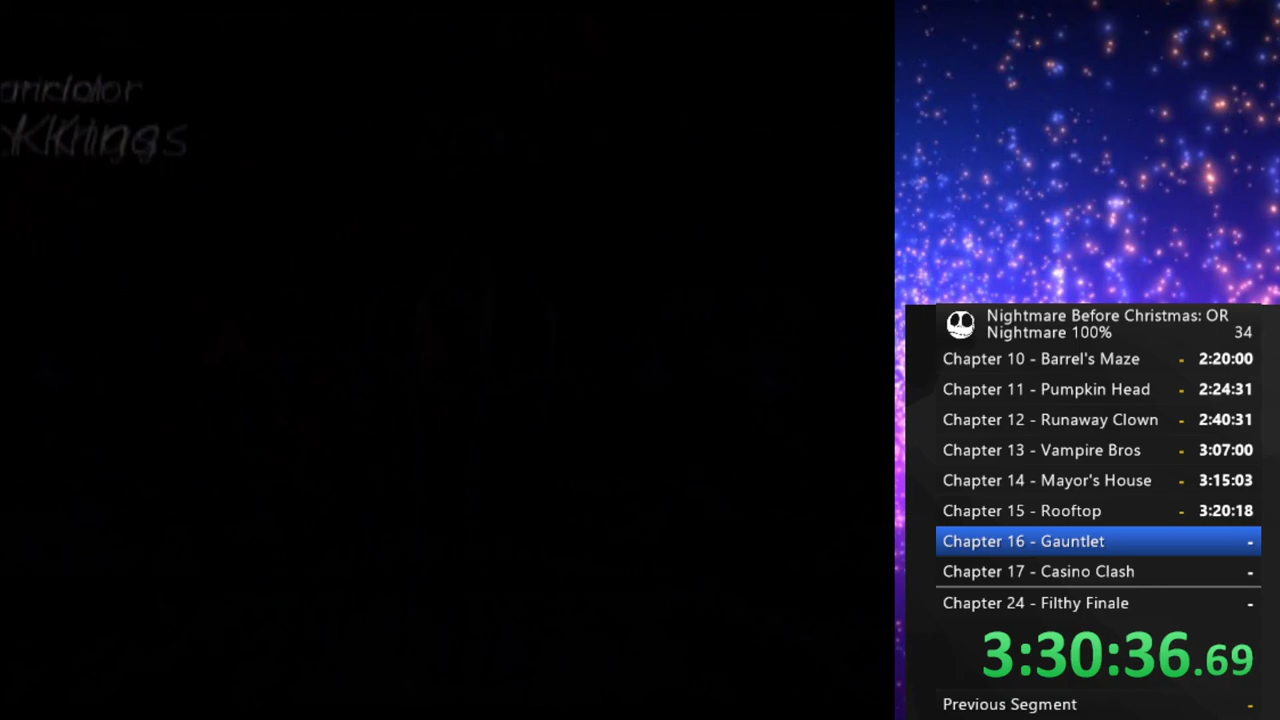 Nightmare Before Christmas: OR
Nightmare 100% 34
Chapter 10 - Barrel's Maze - 2:20:00
Chapter 11 - Pumpkin Head - 2:24:31
Chapter 12 - Runaway Clown - 2:40:31
Chapter 13 - Vampire Bros - 3:07:00
Chapter 14 - Mayor's House - 3:15:03
Chapter 15 - Rooftop - 3:20:18
Chapter 16 - Gauntlet -
Chapter 17 - Casino Clash -
Chapter 24 - Filthy Finale -
3:30:36.69
Previous Segment -